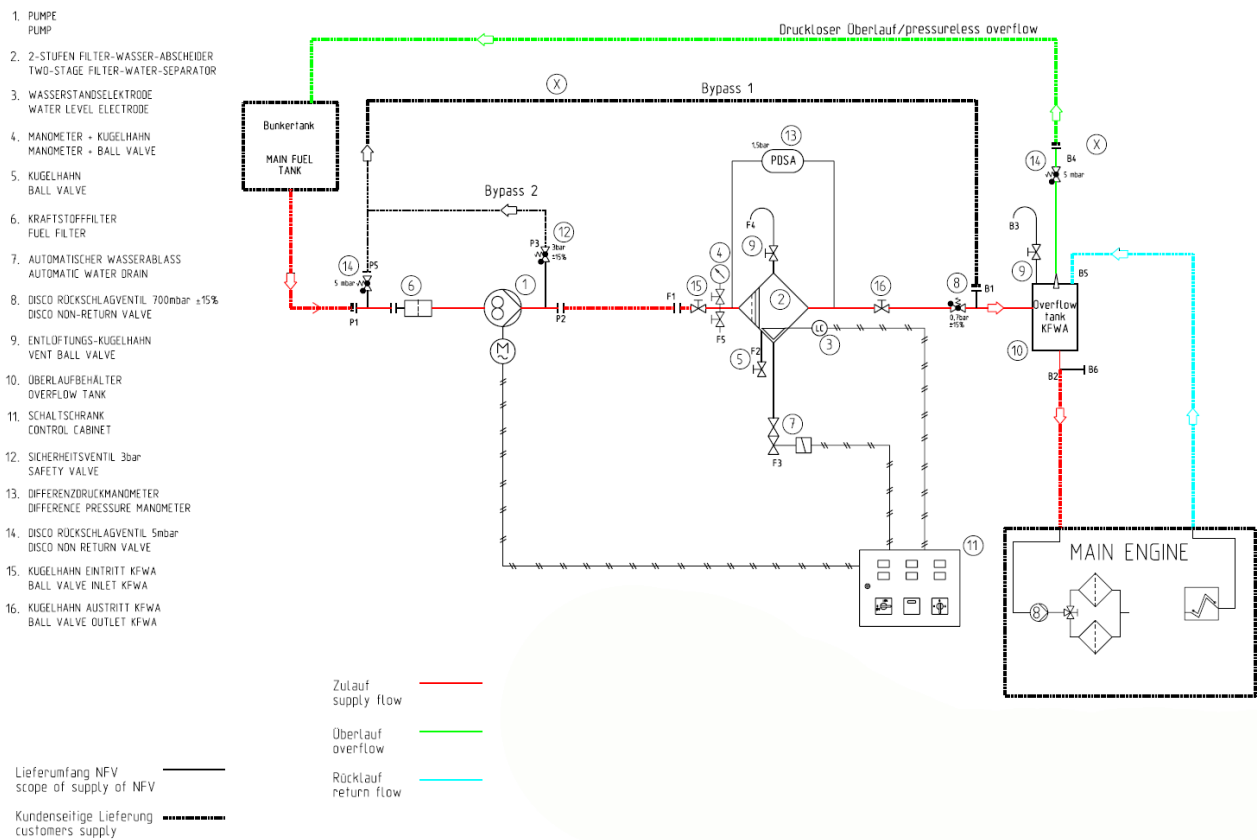 1. PUMPE
PUMP
2. 2-STUFEN FILTER-WASSER-ABSCHEIDER
TWO-STAGE FILTER-WATER-SEPARATOR
3. WASSERSTANDSELEKTRODE
WATER LEVEL ELECTRODE
4. MANOMETER + KUGELHAHN
MANOMETER + BALL VALVE
5. KUGELHAHN
BALL VALVE
6. KRAFTSTOFFFILTER
FUEL FILTER
7. AUTOMATISCHER WASSERABLASS
AUTOMATIC WATER DRAIN
8. DISCO RÜCKSCHLAGVENTIL 700mbar ±15%
DISCO NON-RETURN VALVE
9. ENTLÜFTUNGS-KUGELHAHN
VENT BALL VALVE
10. ÜBERLAUFBEHÄLTER
OVERFLOW TANK
11. SCHALTSCHRANK
CONTROL CABINET
12. SICHERHEITSVENTIL 3bar
SAFETY VALVE
13. DIFFERENZDRUCKMANOMETER
DIFFERENCE PRESSURE MANOMETER
14. DISCO RÜCKSCHLAGVENTIL 5mbar
DISCO NON RETURN VALVE
15. KUGELHAHN EINTRITT KFWA
BALL VALVE INLET KFWA
16. KUGELHAHN AUSTRITT KFWA
BALL VALVE OUTLET KFWA
Druckloser Überlauf/pressureless overflow
X
Bypass 1
Bunkertank
MAIN FUEL
TANK
13
1,5bar
PDSA
X
B4
14
5 mbar
Bypass 2
P3
12
3bar
±15%
F4
9
B3
9
P5
14
5 mbar
4
B5
6
1
F1
15
2
16
8
B1
Overflow
tank
KFWA
P1
P2
F5
0,7bar
±15%
LC
3
10
M
F2
5
B2
B6
7
F3
11
MAIN ENGINE
Zulauf
supply flow
Überlauf
overflow
Rücklauf
return flow
Lieferumfang NFV
scope of supply of NFV
Kundenseitige Lieferung
customers supply